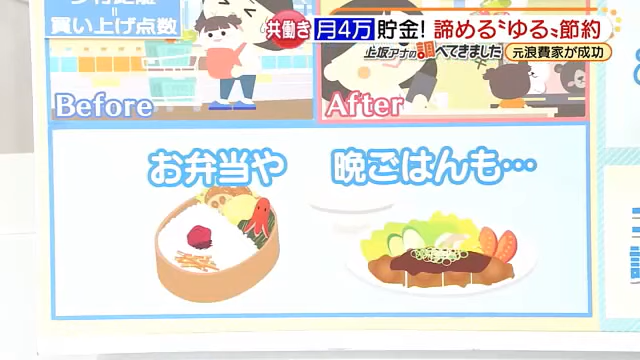 共働き 月4万貯金! 諦める“ゆる〟節約
上坂アナの調べてきました 元浪費家が成功
買い上げ点数
Before
After
お弁当や
晩ごはんも…